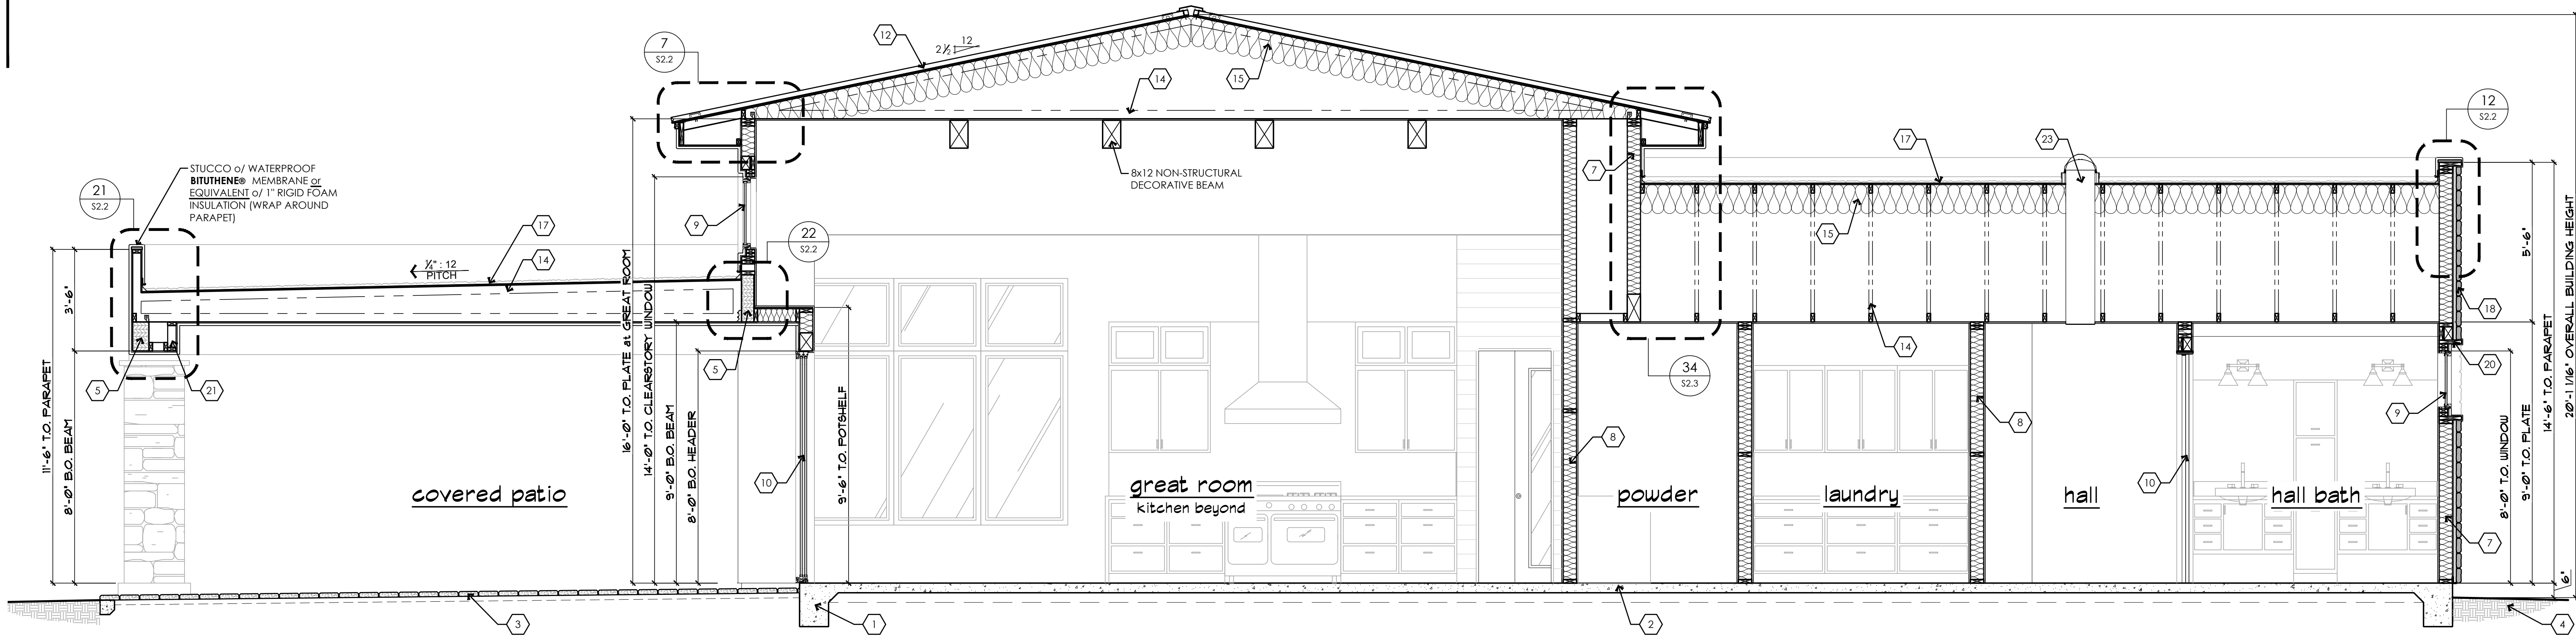 7
S2.2
12
2 ½
12
14
15
12
S2.2
STUCCO o/ WATERPROOF
BITUTHENE® MEMBRANE or
EQUIVALENT o/ 1" RIGID FOAM
INSULATION (WRAP AROUND
PARAPET)
21
S2.2
17
14
¼" : 12
PITCH
9
22
S2.2
8x12 NON-STRUCTURAL
DECORATIVE BEAM
7
17
23
15
14
18
20
9
7
34
S2.3
5
21
5
10
8
8
10
3'-6"
11'-6" T.O. PARAPET
8'-0" B.O. BEAM
16'-0" T.O. PLATE at GREAT ROOM
14'-0" T.O. CLEARSTORY WINDOW
9'-0" B.O. BEAM
8'-0" B.O. HEADER
9'-6" T.O. POTSHELF
5'-6"
8'-0" T.O. WINDOW
9'-0" T.O. PLATE
14'-6" T.O. PARAPET
20'-1 1/16" OVERALL BUILDING HEIGHT
6"
covered patio
great room
kitchen beyond
powder
laundry
hall
hall bath
3
1
2
4